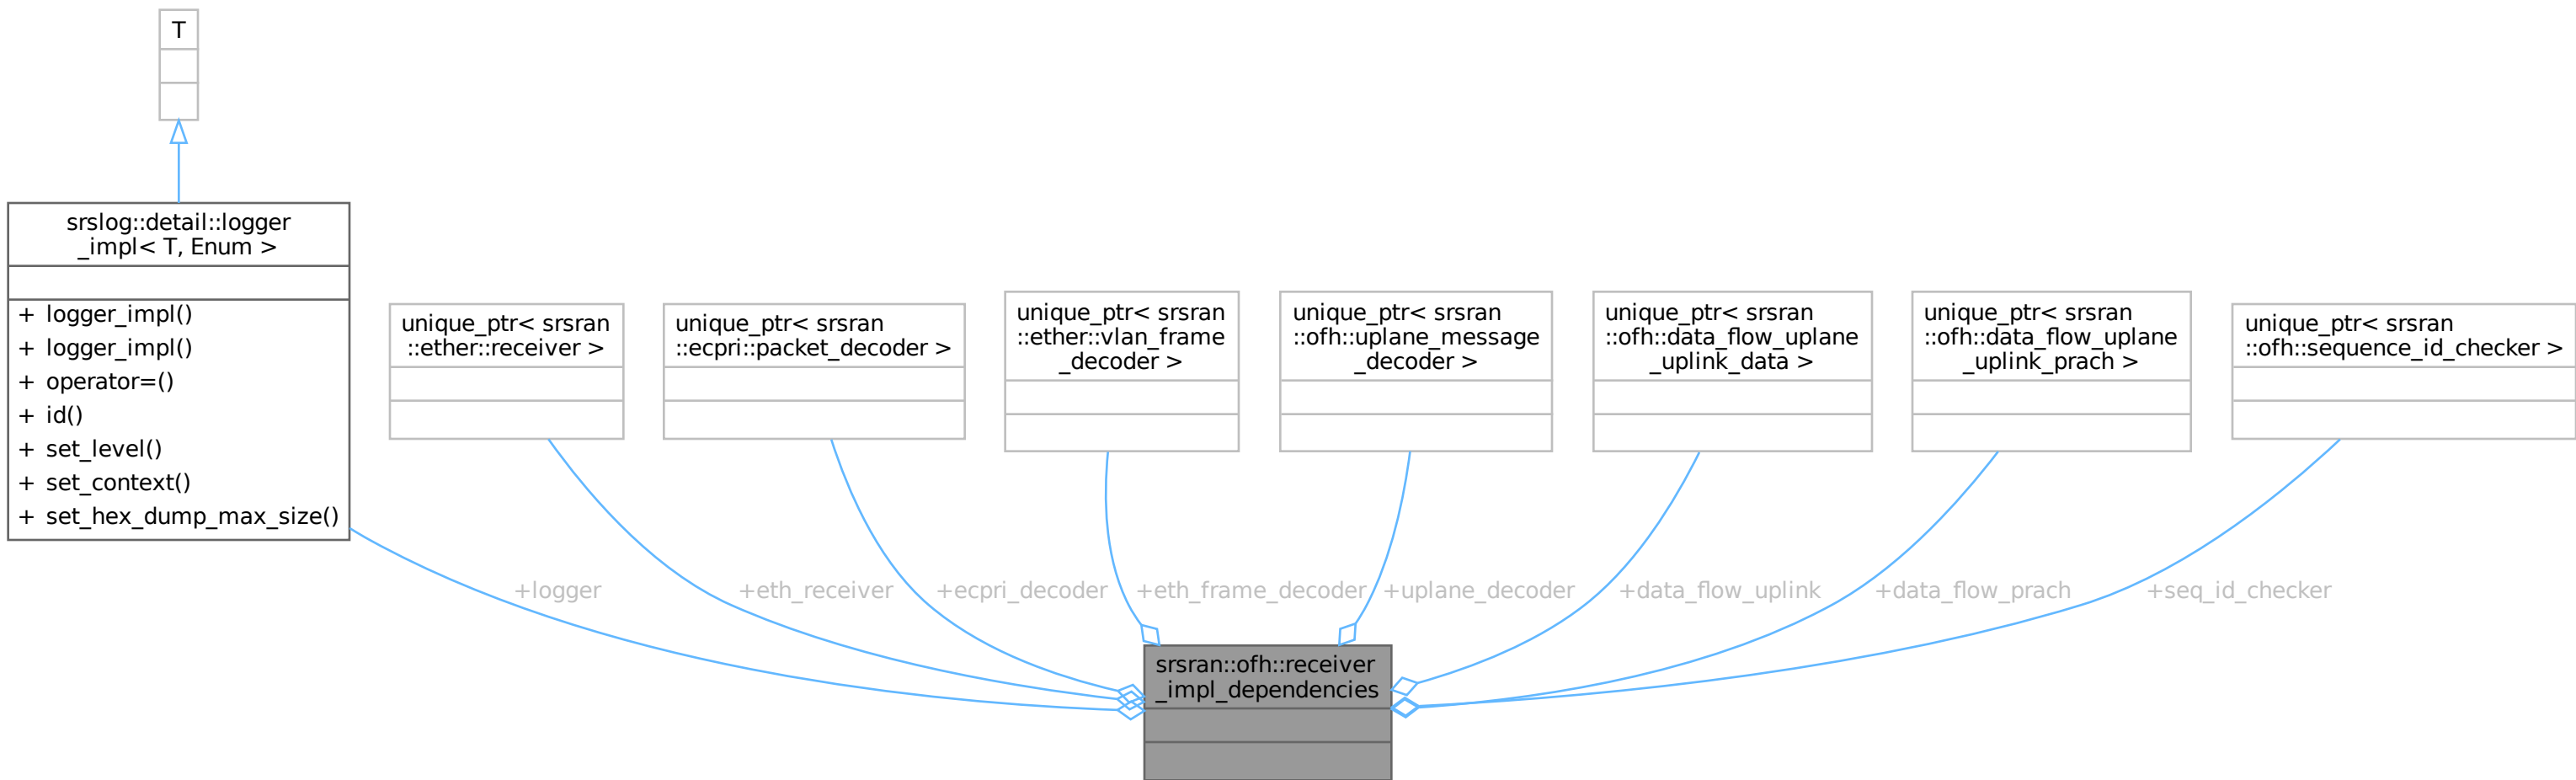 T
srslog::detail::logger
_impl< T, Enum >
+ logger_impl()
+ logger_impl()
+ operator=()
+ id()
+ set_level()
+ set_context()
+ set_hex_dump_max_size()
unique_ptr< srsran
::ether::receiver >
unique_ptr< srsran
::ecpri::packet_decoder >
unique_ptr< srsran
::ether::vlan_frame
_decoder >
unique_ptr< srsran
::ofh::uplane_message
_decoder >
unique_ptr< srsran
::ofh::data_flow_uplane
_uplink_data >
unique_ptr< srsran
::ofh::data_flow_uplane
_uplink_prach >
unique_ptr< srsran
::ofh::sequence_id_checker >
+logger
+eth_receiver
+ecpri_decoder
+eth_frame_decoder
+uplane_decoder
+data_flow_uplink
+data_flow_prach
+seq_id_checker
srsran::ofh::receiver
_impl_dependencies